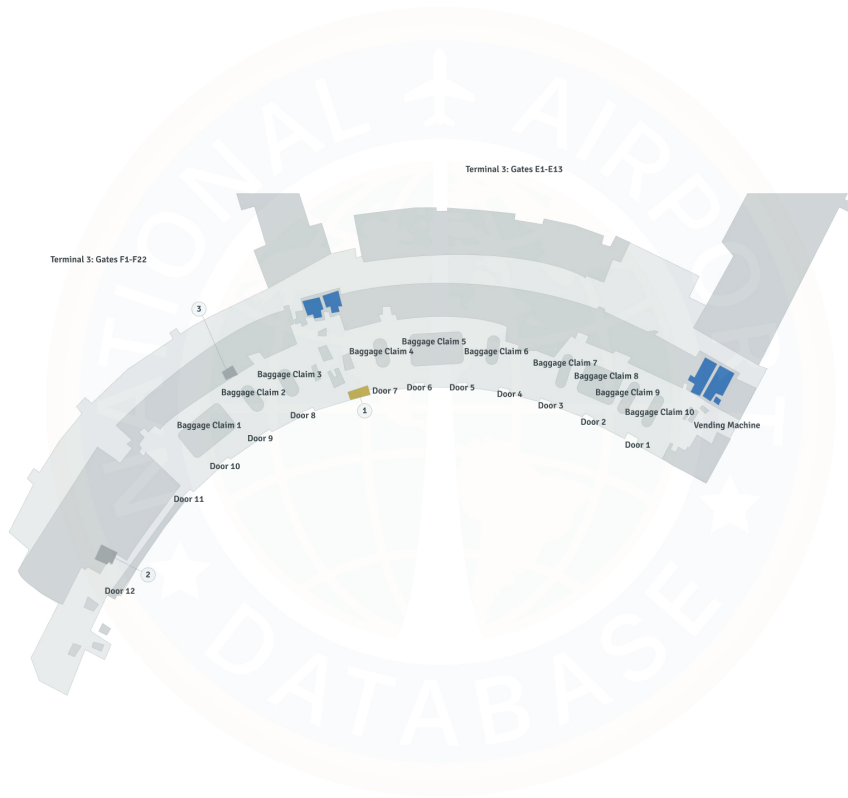 NATIONAL AIRPORT
Terminal 3: Gates E1-E13
Terminal 3: Gates F1-F22
3
Baggage Claim 5
Baggage Claim 4
Baggage Claim 6
Baggage Claim 7
Baggage Claim 3
Baggage Claim 8
Baggage Claim 2
Door 7
Door 6
Door 5
Door 4
Baggage Claim 9
Door 3
1
Baggage Claim 10
Door 8
Door 2
Baggage Claim 1
Vending Machine
Door 9
Door 1
Door 10
Door 11
2
Door 12
DATABASE